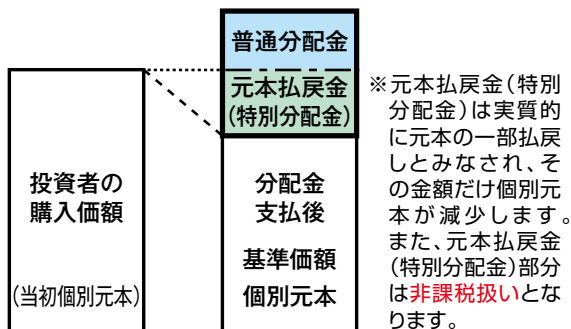 普通分配金
元本払戻金
(特別分配金)
投資者の
購入価額
(当初個別元本)
分配金
支払後
基準価額
個別元本
※元本払戻金(特別
分配金)は実質的
に元本の一部払戻
しとみなされ、そ
の金額だけ個別元
本が減少します。
また、元本払戻金
(特別分配金)部分
は非課税扱いとな
ります。